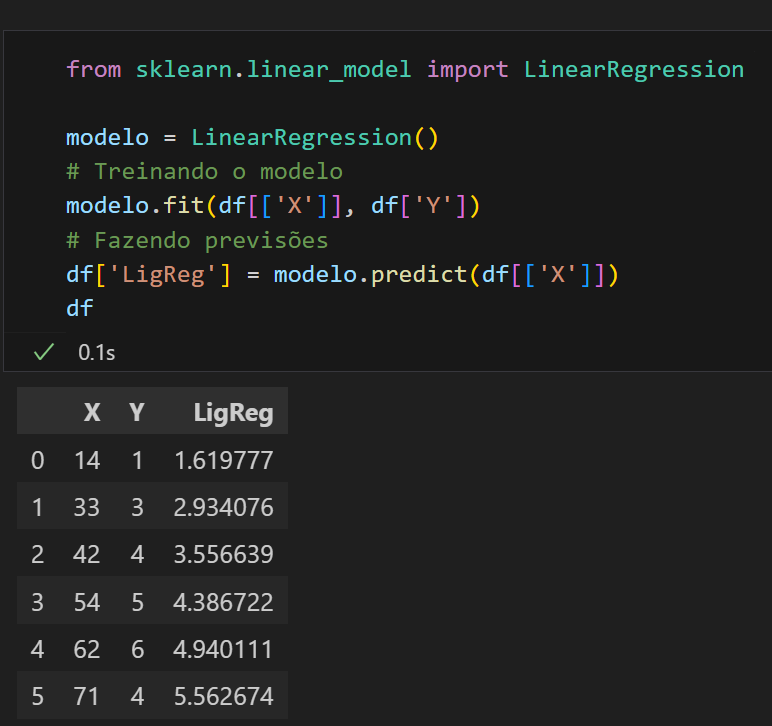 from sklearn.linear_model import LinearRegression
modelo = LinearRegression()
# Treinando o modelo
modelo.fit(df[['X']], df['Y'])
# Fazendo previsões
df['LigReg'] = modelo.predict(df[['X']])
df
0.1s
X Y LigReg
0 14 1 1.619777
1 33 3 2.934076
2 42 4 3.556639
3 54 5 4.386722
4 62 6 4.940111
5 71 4 5.562674